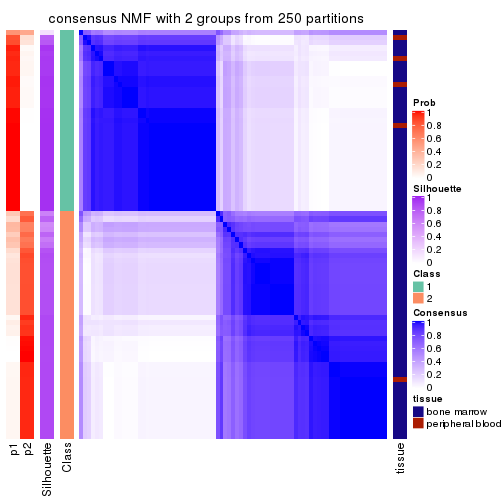 consensus NMF with 2 groups from 250 partitions
Prob
1
0.8
0.6
0.4
0.2
0
Silhouette
1
0.8
0.6
0.4
0.2
0
Class
1
2
Consensus
1
0.8
0.6
0.4
0.2
0
tissue
bone marrow
peripheral blood
p1
p2
Silhouette
Class
tissue